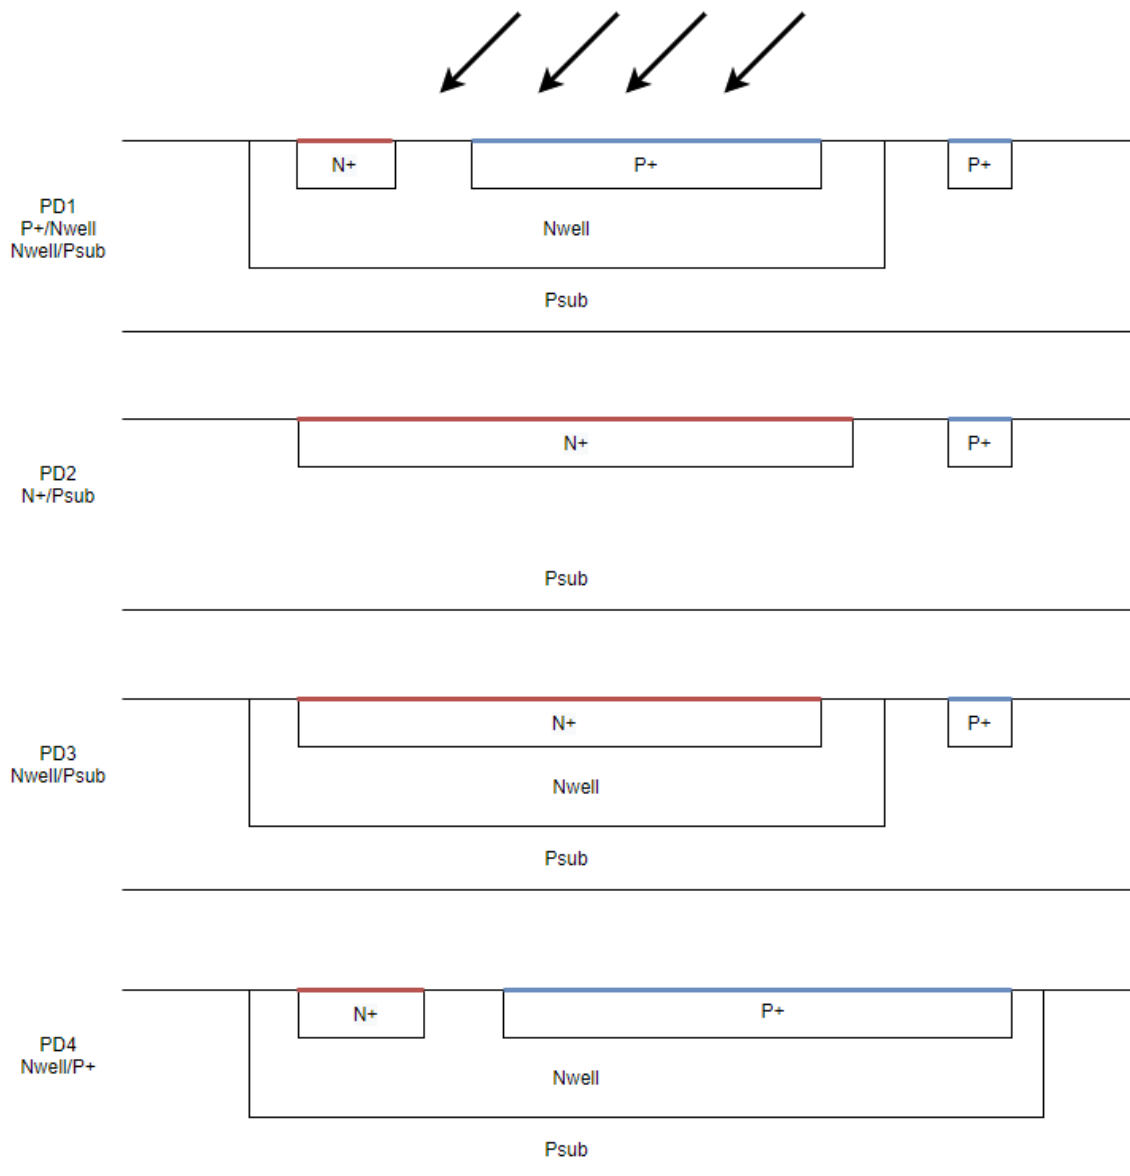 N+
P+
P+
PD1
P+/Nwell
Nwell/Psub
Nwell
Psub
N+
P+
PD2
N+/Psub
Psub
N+
P+
PD3
Nwell/Psub
Nwell
Psub
N+
P+
PD4
Nwell/P+
Nwell
Psub